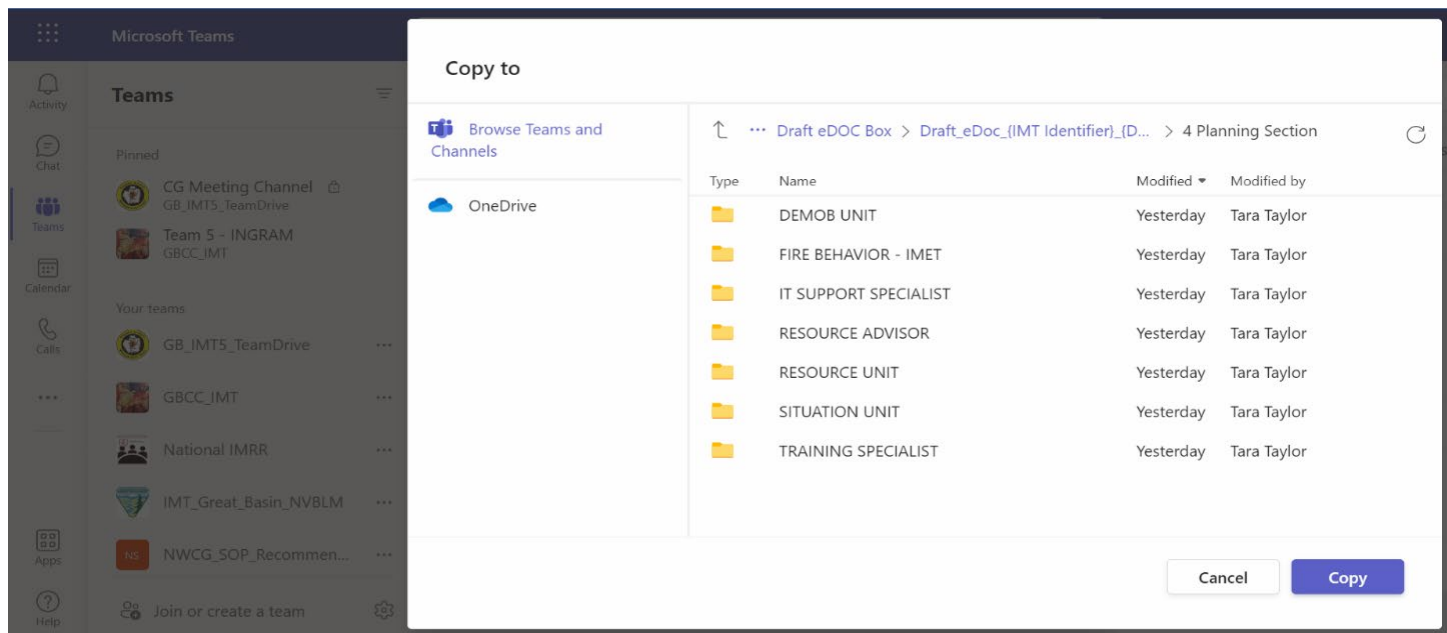 Microsoft Teams
Activity
Chat
Teams
Calendar
Calls
Apps
Help
Teams
Pinned
CG Meeting Channel
GB_IMT5_TeamDrive
Team 5 - INGRAM
GBCC_IMT
Your teams
GB_IMT5_TeamDrive
GBCC_IMT
National IMRR
IMT_Great_Basin_NVBLM
NS NWCG_SOP_Recommen...
Join or create a team
Copy to
Browse Teams and
Channels
OneDrive
... Draft eDOC Box > Draft_eDoc_{IMT Identifier}_{D... > 4 Planning Section
Type Name Modified Modified by
DEMOB UNIT Yesterday Tara Taylor
FIRE BEHAVIOR - IMET Yesterday Tara Taylor
IT SUPPORT SPECIALIST Yesterday Tara Taylor
RESOURCE ADVISOR Yesterday Tara Taylor
RESOURCE UNIT Yesterday Tara Taylor
SITUATION UNIT Yesterday Tara Taylor
TRAINING SPECIALIST Yesterday Tara Taylor
Cancel Copy